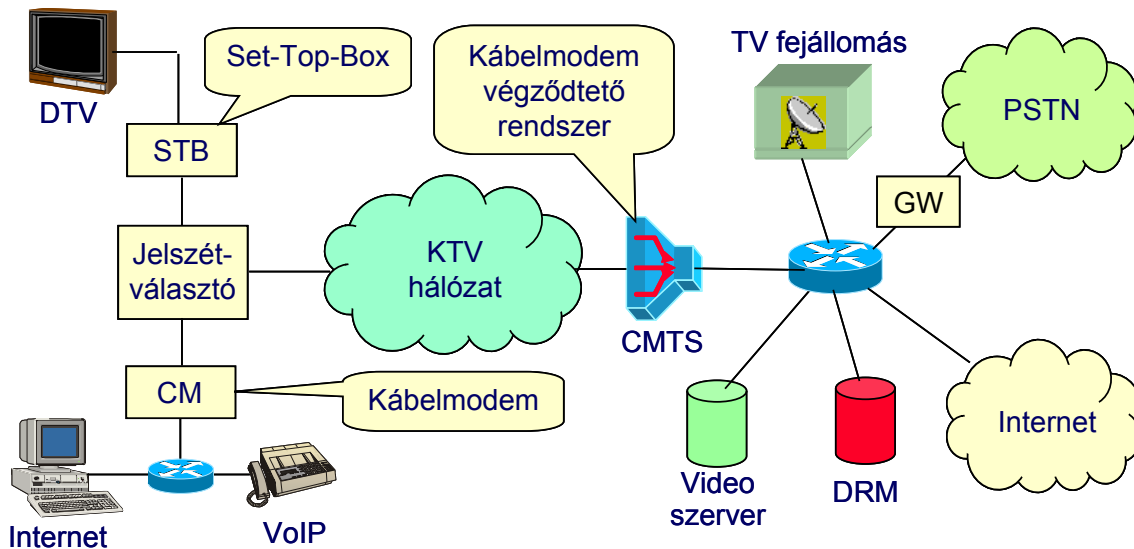 DTV
Set-Top-Box
STB
Jelszét-
választó
CM
Kábelmodem
Internet
VoIP
KTV
hálózat
Kábelmodem
végződtető
rendszer
CMTS
TV fejállomás
PSTN
GW
Video
szerver
DRM
Internet